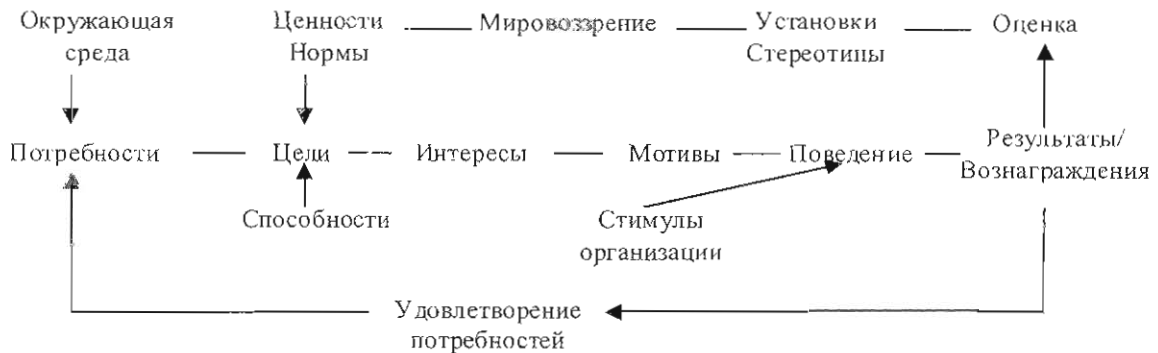 Окружающая
среда
Ценности
Нормы
Мировоззрение
Установки
Стереотипы
Оценка
Потребности
Цели
Интересы
Мотивы
Поведение
Результаты/
Вознаграждения
Способности
Стимулы
организации
Удовлетворение
потребностей